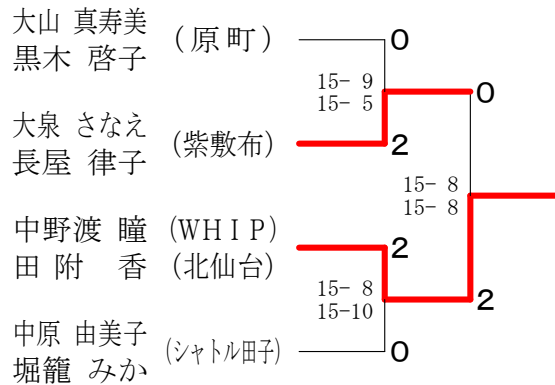 大山 真寿美
黒木 啓子
(原町)
0
15- 9
15- 5
0
大泉 さなえ
長屋 律子
(紫敷布)
2
15- 8
15- 8
中野渡 瞳 (WHIP)
田附 香 (北仙台)
2
15- 8
15-10
2
中原 由美子
堀籠 みか
(シャトル田子)
0